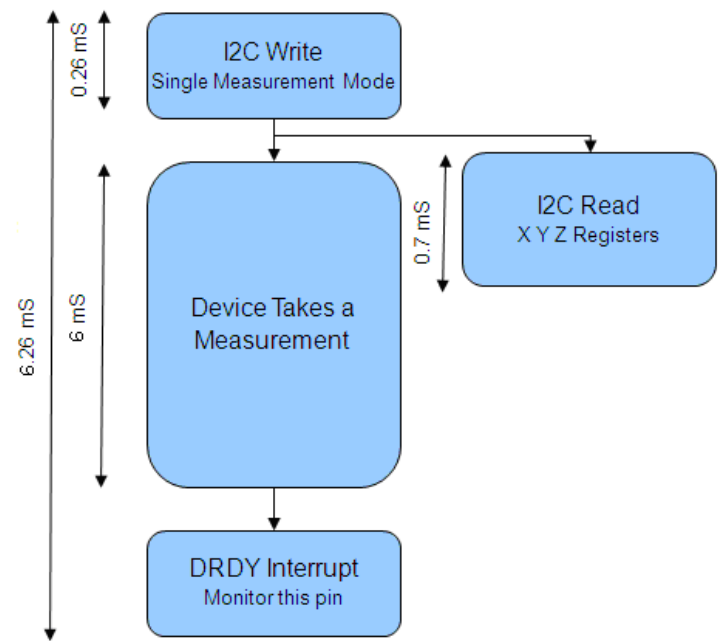 0.26 mS
I2C Write
Single Measurement Mode
I2C Read
X Y Z Registers
0.7 mS
Device Takes a
Measurement
6 mS
6.26 mS
DRDY Interrupt
Monitor this pin